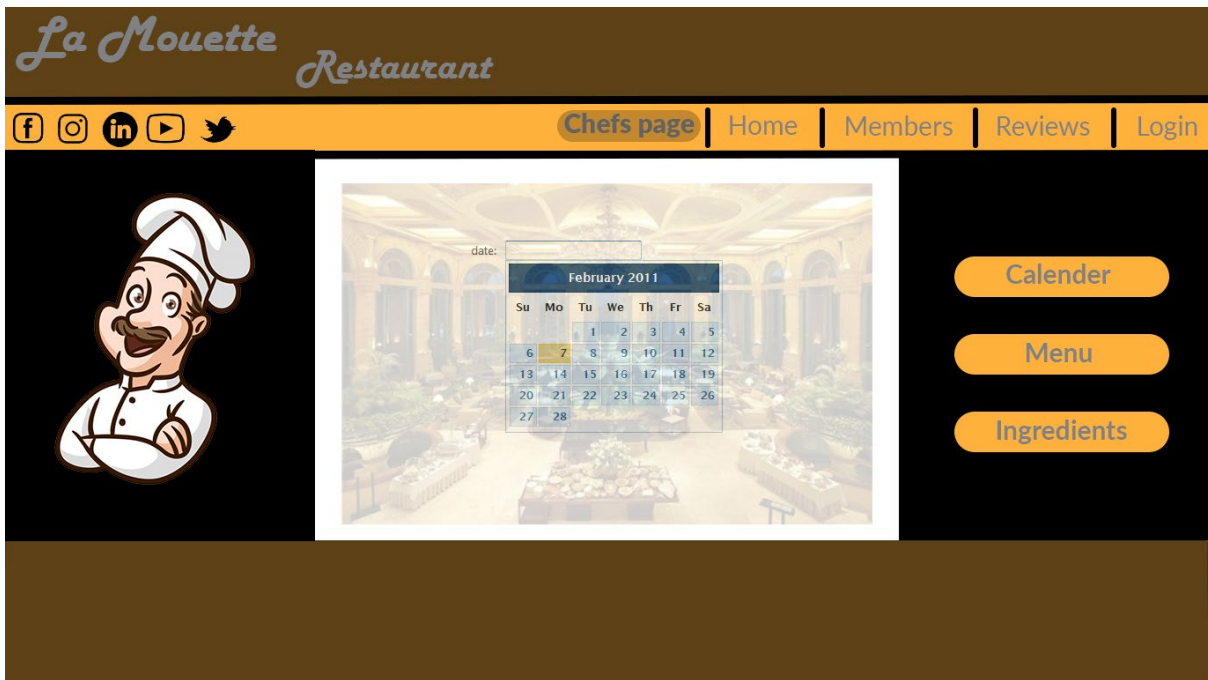 La Mouette
Restaurant
f in Chefs page Home Members Reviews Login
date:
February 2011
Su Mo Tu We Th Fr Sa
1 2 3 4 5
6 7 8 9 10 11 12
13 14 15 16 17 18 19
20 21 22 23 24 25 26
27 28
Calender
Menu
Ingredients